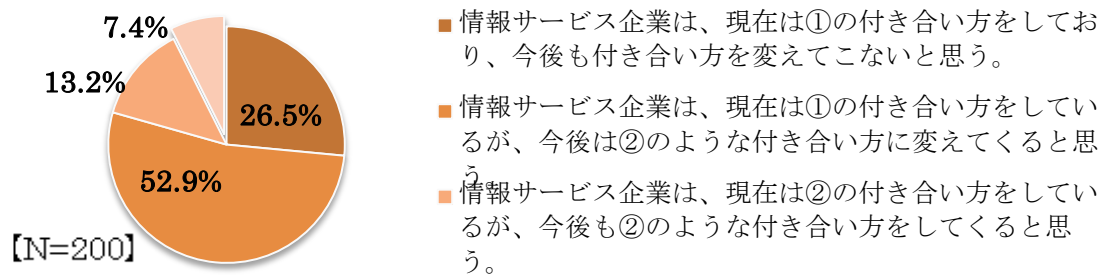 7.4%
13.2%
26.5%
52.9%
【N=200】
情報サービス企業は、現在は①の付き合い方をしてお
り、今後も付き合い方を変えてこないと思う。
情報サービス企業は、現在は①の付き合い方をしてい
るが、今後は②のような付き合い方に変えてくると思
う。
情報サービス企業は、現在は②の付き合い方をしてい
るが、今後も②のような付き合い方をしてくると思
う。